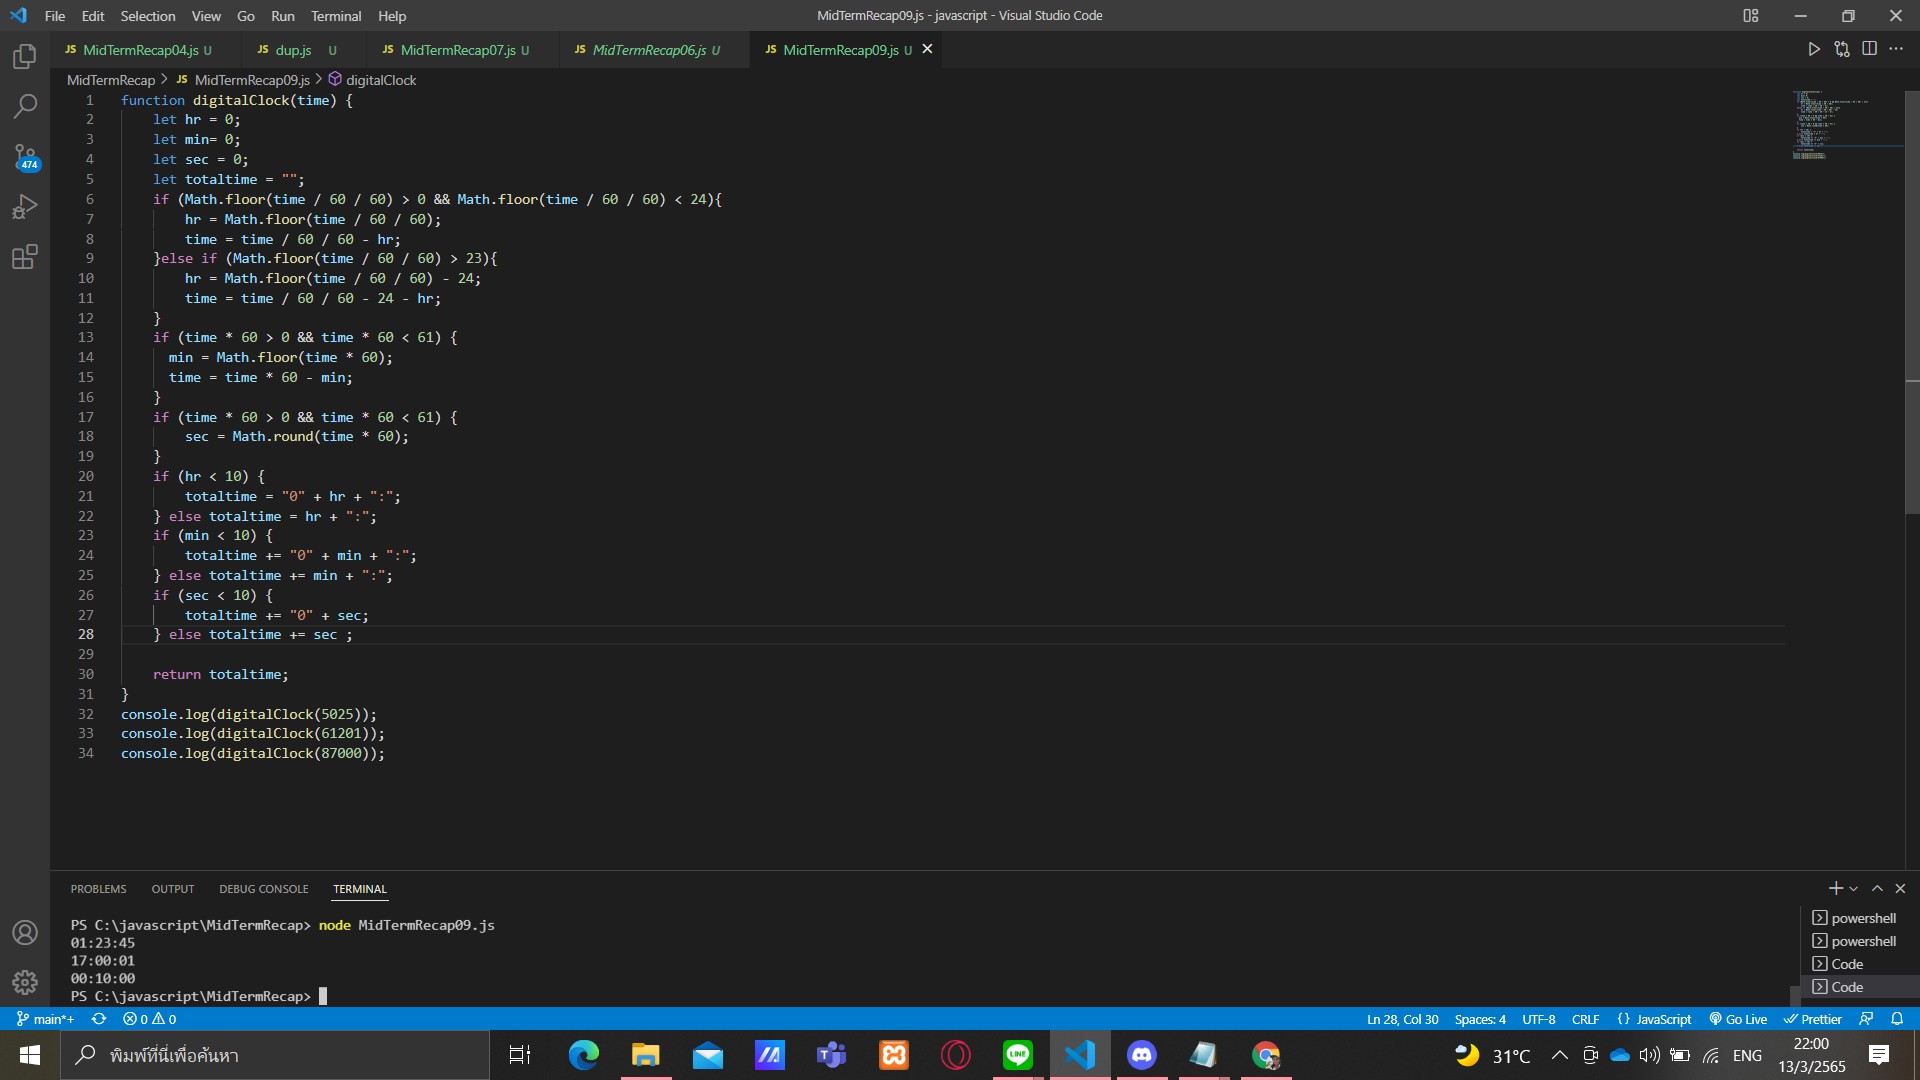 File Edit Selection View Go Run Terminal Help
MidTermRecap09.js - javascript - Visual Studio Code
JS MidTermRecap04.js U
JS dup.js U
JS MidTermRecap07.js U
JS MidTermRecap06.js U
JS MidTermRecap09.js U
MidTermRecap > JS MidTermRecap09.js > digitalClock
474
1 function digitalClock(time) {
2 let hr = 0;
3 let min= 0;
4 let sec = 0;
5 let totaltime = "";
6 if (Math.floor(time / 60 / 60) > 0 && Math.floor(time / 60 / 60) < 24){
7 hr = Math.floor(time / 60 / 60);
8 time = time / 60 / 60 - hr;
9 }else if (Math.floor(time / 60 / 60) > 23){
10 hr = Math.floor(time / 60 / 60) - 24;
11 time = time / 60 / 60 - 24 - hr;
12 }
13 if (time * 60 > 0 && time * 60 < 61) {
14 min = Math.floor(time * 60);
15 time = time * 60 - min;
16 }
17 if (time * 60 > 0 && time * 60 < 61) {
18 sec = Math.round(time * 60);
19 }
20 if (hr < 10) {
21 totaltime = "0" + hr + ":";
22 } else totaltime = hr + ":";
23 if (min < 10) {
24 totaltime += "0" + min + ":";
25 } else totaltime += min + ":";
26 if (sec < 10) {
27 totaltime += "0" + sec;
28 } else totaltime += sec ;
29
30 return totaltime;
31 }
32 console.log(digitalClock(5025));
33 console.log(digitalClock(61201));
34 console.log(digitalClock(87000));
PROBLEMS OUTPUT DEBUG CONSOLE TERMINAL
PS C:\javascript\MidTermRecap> node MidTermRecap09.js
01:23:45
17:00:01
00:10:00
PS C:\javascript\MidTermRecap>
powershell
powershell
Code
Code
main*+ 0 0
Ln 28, Col 30 Spaces: 4 UTF-8 CRLF {} JavaScript Go Live Prettier
พิมพ์ที่นี่เพื่อค้นหา
LINE
31°C
ENG
22:00
13/3/2565